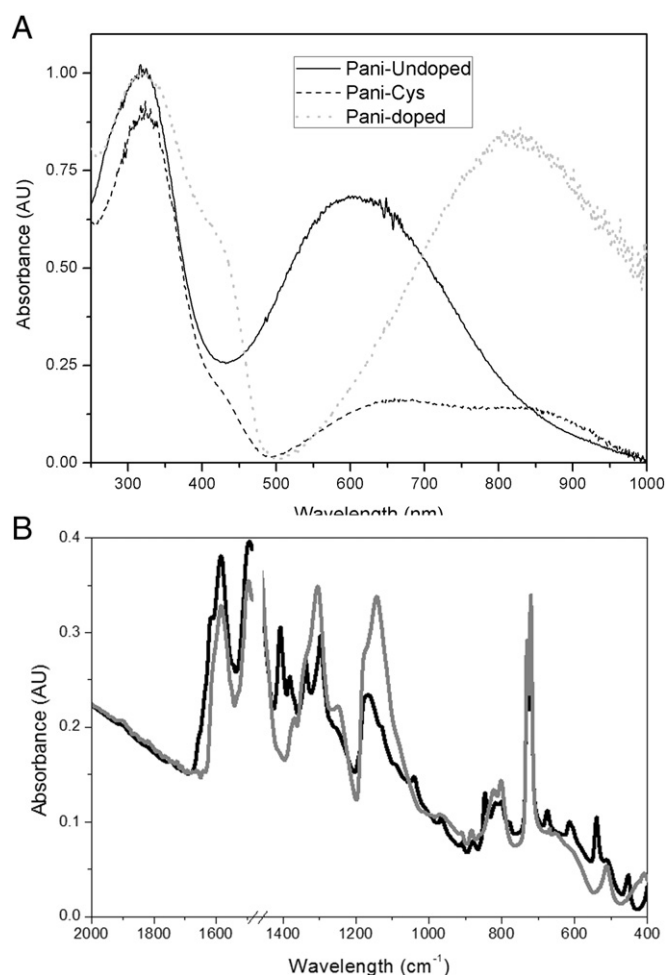 A
1.00
0.75
0.50
0.25
0.00
Absorbance (AU)
Pani-Undoped
Pani-Cys
Pani-doped
300 400 500 600 700 800 900 1000
Wavelength (nm)
B
0.4
0.3
0.2
0.1
0.0
Absorbance (AU)
2000 1800 1600 1400 1200 1000 800 600 400
Wavelength (cm-1)